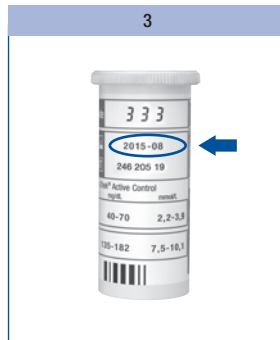 3
333
2015-08
246 205 19
Active Control
mg/dL mmol/L
40-70 2,2-3,9
135-182 7,5-10,1